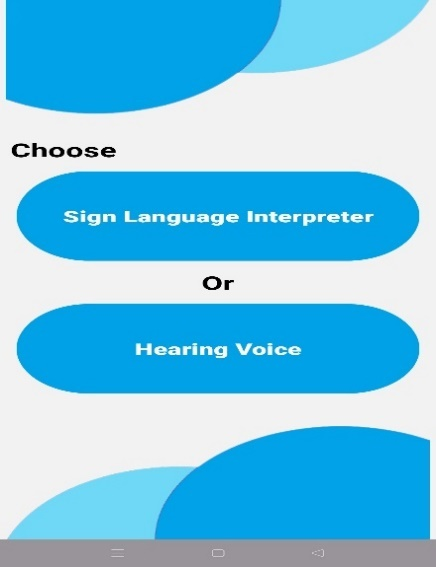 Choose
Sign Language Interpreter
Or
Hearing Voice